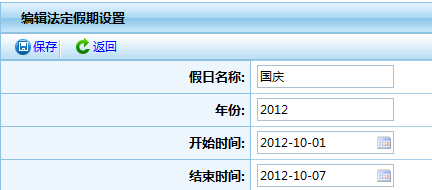 编辑法定假期设置
保存 返回
假日名称: 国庆
年份: 2012
开始时间: 2012-10-01
结束时间: 2012-10-07